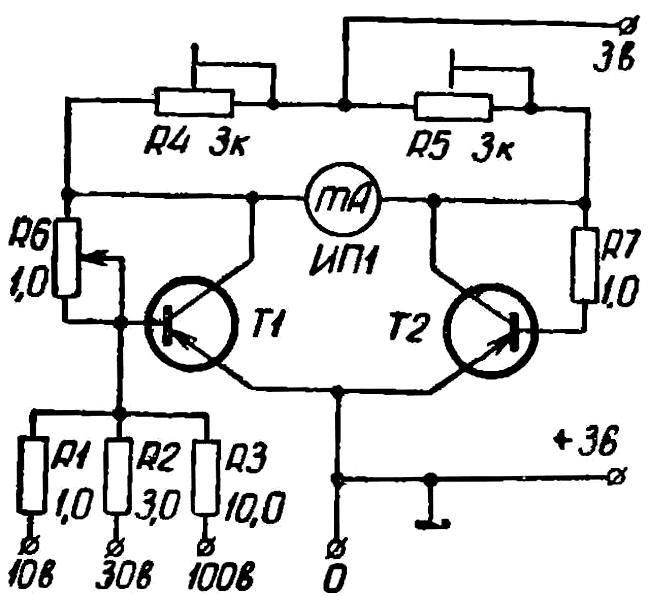 3в
R4 3к
R5 3к
mA
ИП1
R6
1,0
R7
1,0
T1
T2
+3в
R1
1,0
R2
3,0
R3
10,0
10в
30в
100в
0